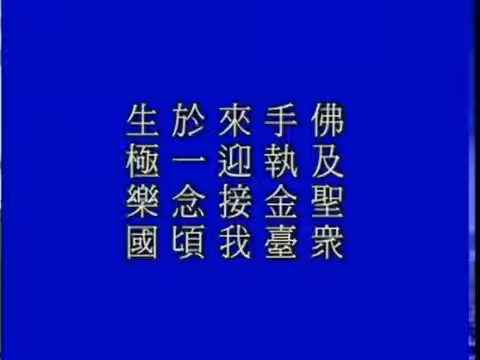 佛及聖衆
手執金臺
來迎接我
於一念頃
生極樂國